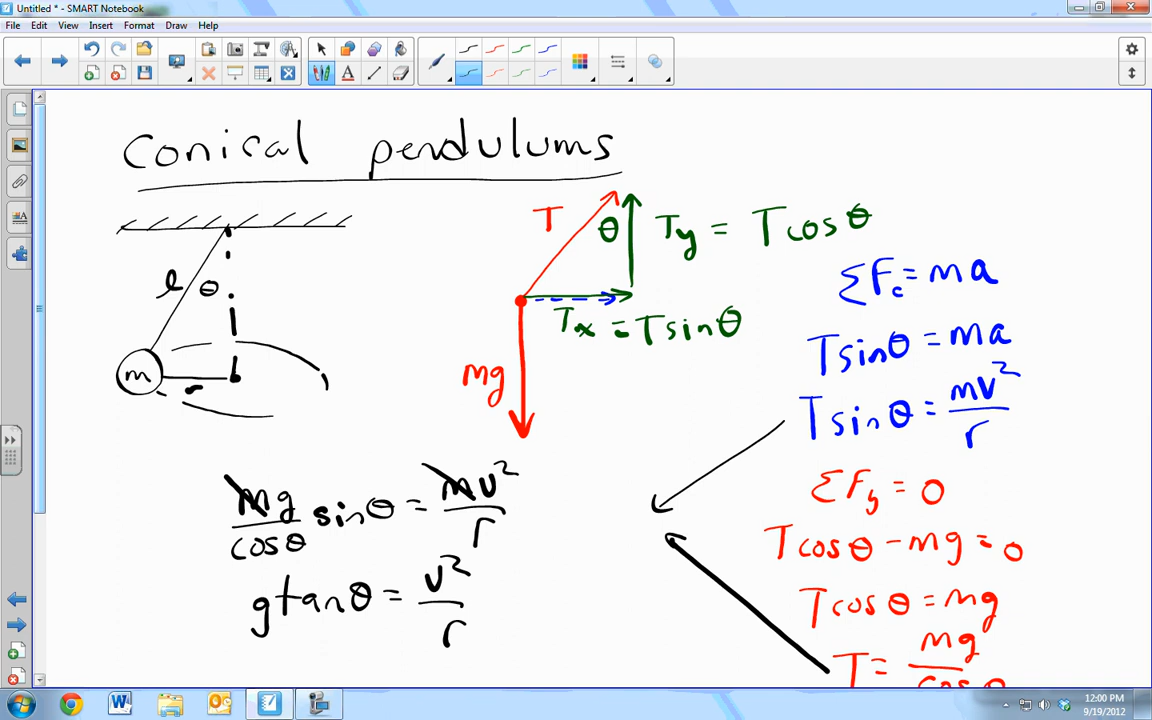 Untitled * - SMART Notebook
File Edit View Insert Format Draw Help
Conical pendulums
l θ
m r
T θ Ty = Tcosθ
Tx = Tsinθ
mg
ΣFc = ma
Tsinθ = ma
Tsinθ = mv²/r
ΣFy = 0
Tcosθ - mg = 0
Tcosθ = mg
T = mg/cosθ
mg/cosθ sinθ = mv²/r
gtanθ = v²/r
12:00 PM
9/19/2012